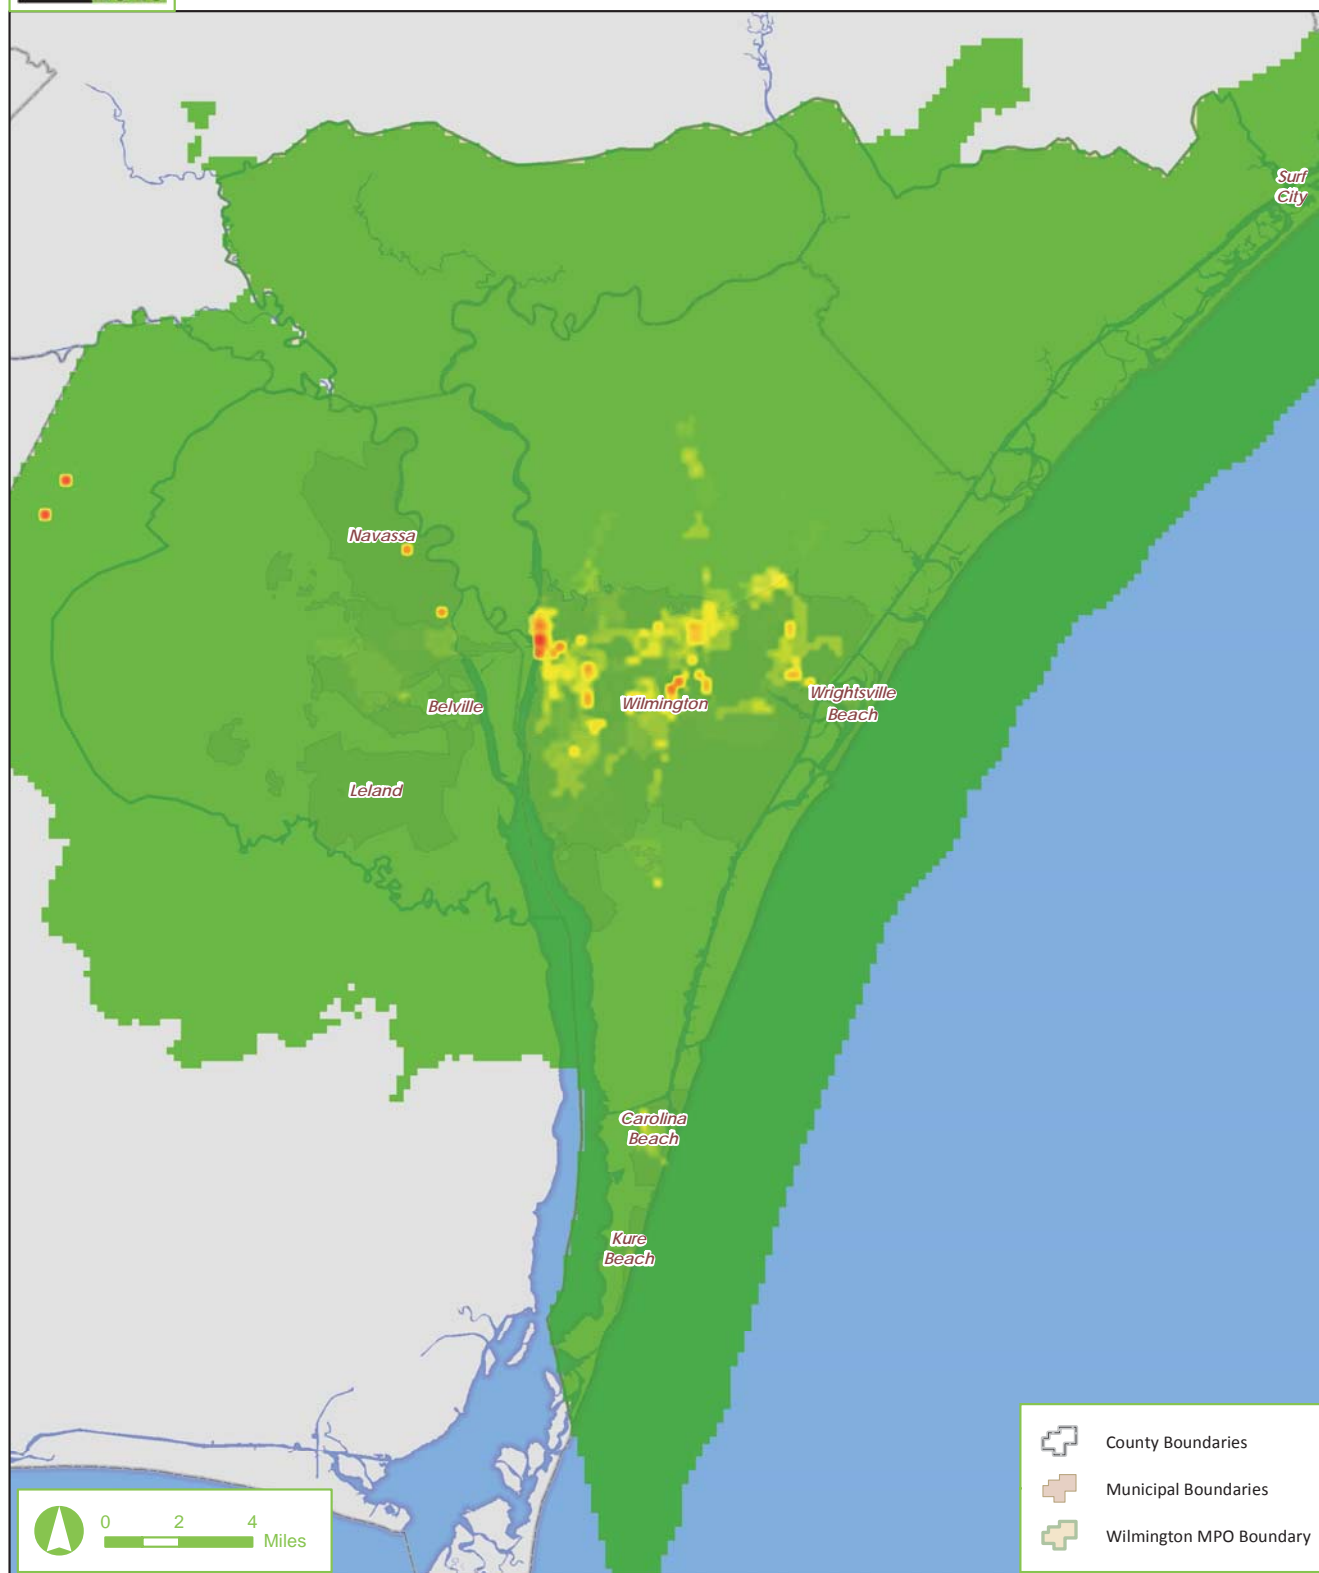 Surf
City
Navassa
Wrightsville
Beach
Wilmington
Belville
Leland
Carolina
Beach
Kure
Beach
0 2 4
Miles
County Boundaries
Municipal Boundaries
Wilmington MPO Boundary